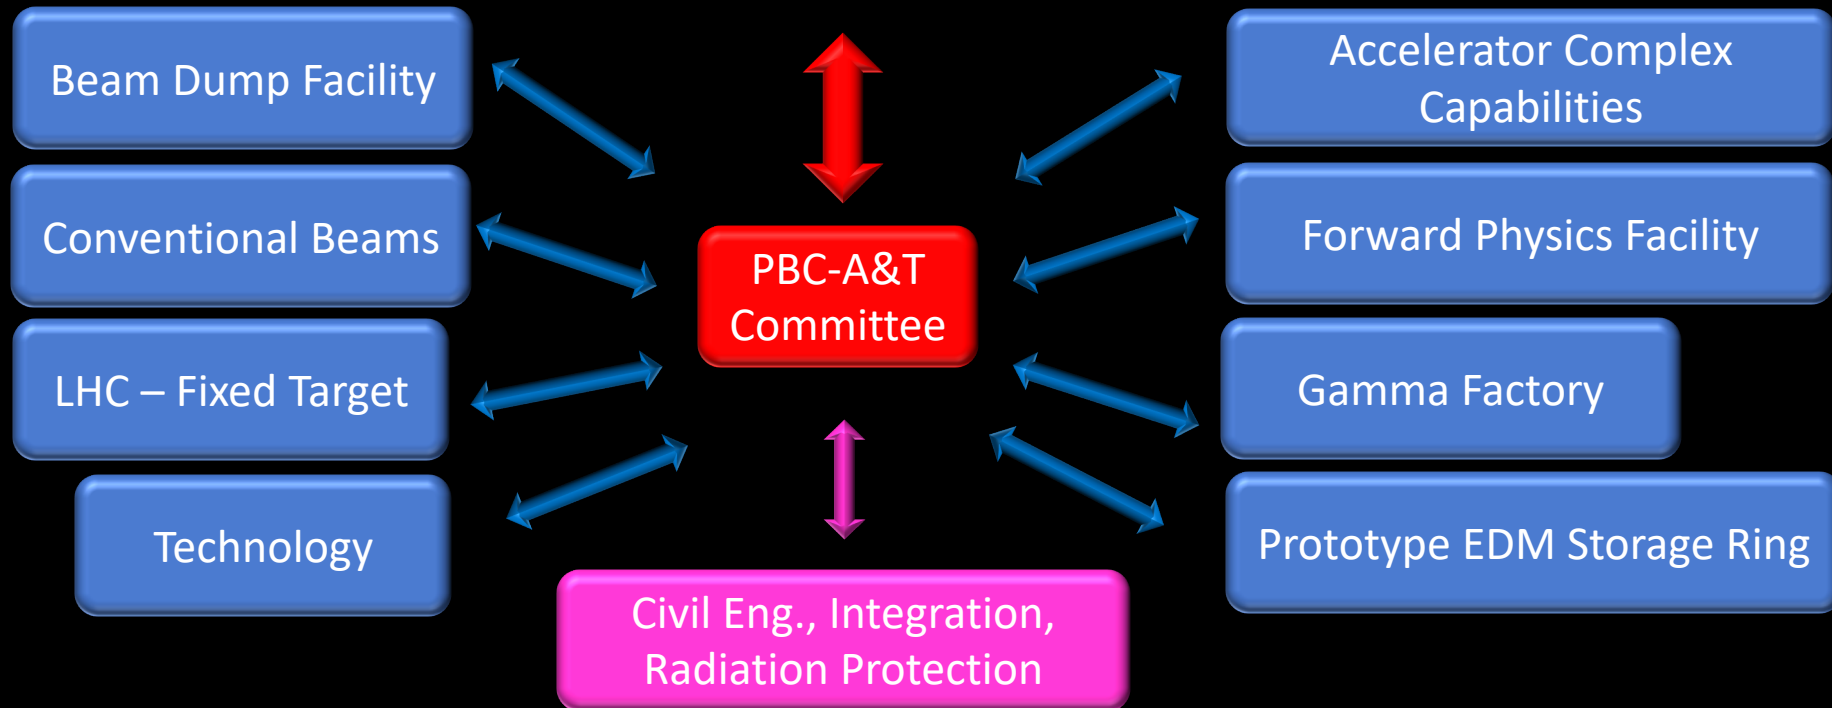 Beam Dump Facility
Conventional Beams
LHC – Fixed Target
Technology
PBC-A&T
Committee
Civil Eng., Integration,
Radiation Protection
Accelerator Complex
Capabilities
Forward Physics Facility
Gamma Factory
Prototype EDM Storage Ring